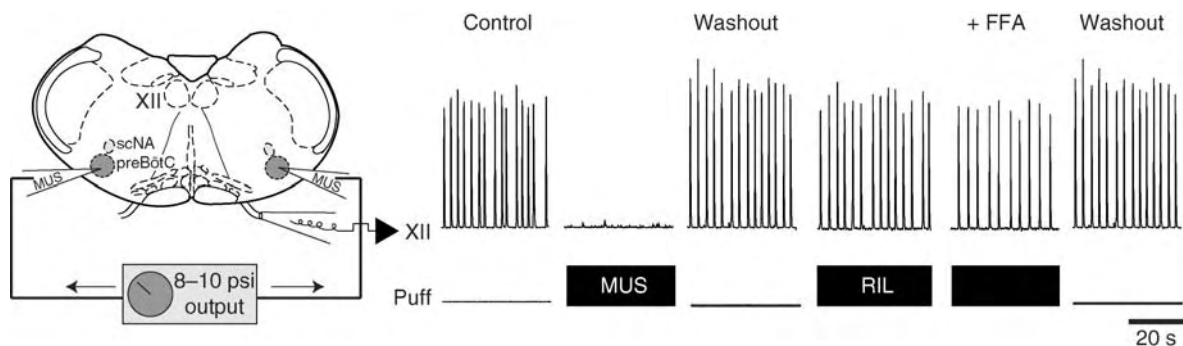 Control
Washout
+ FFA
Washout
XII
scNA
preBötC
MUS
MUS
XII
8–10 psi
output
Puff
MUS
RIL
20 s